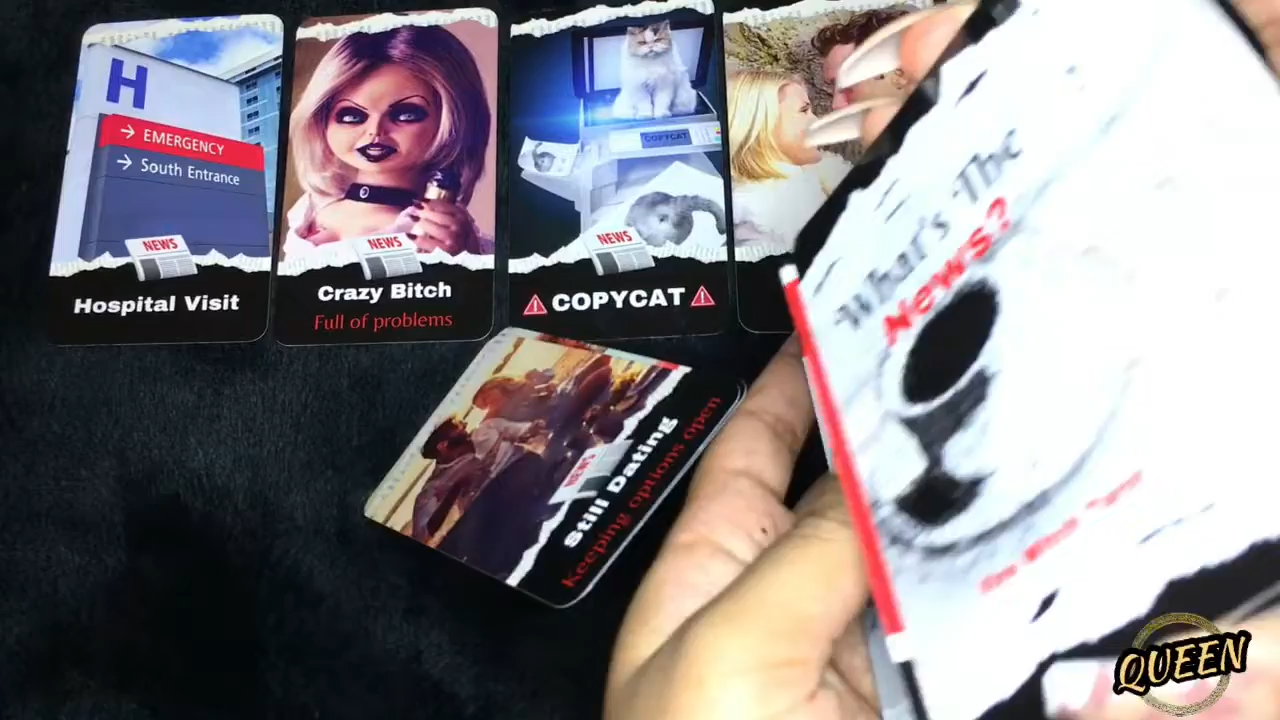 H
→ EMERGENCY
→ South Entrance
NEWS
Hospital Visit
NEWS
Crazy Bitch
Full of problems
COPYCAT
NEWS
COPYCAT
NEWS
Still Dating
Keeping options open
What's The
News?
QUEEN